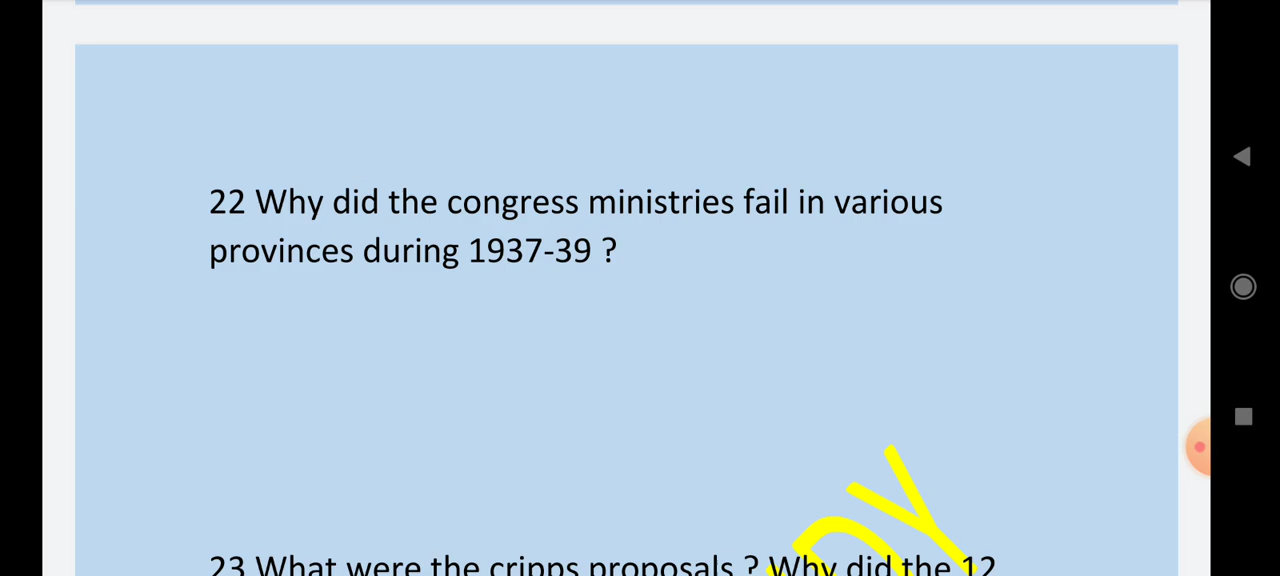 22 Why did the congress ministries fail in various
provinces during 1937-39 ?
DY
23 What were the cripps proposals ? Why did the 12